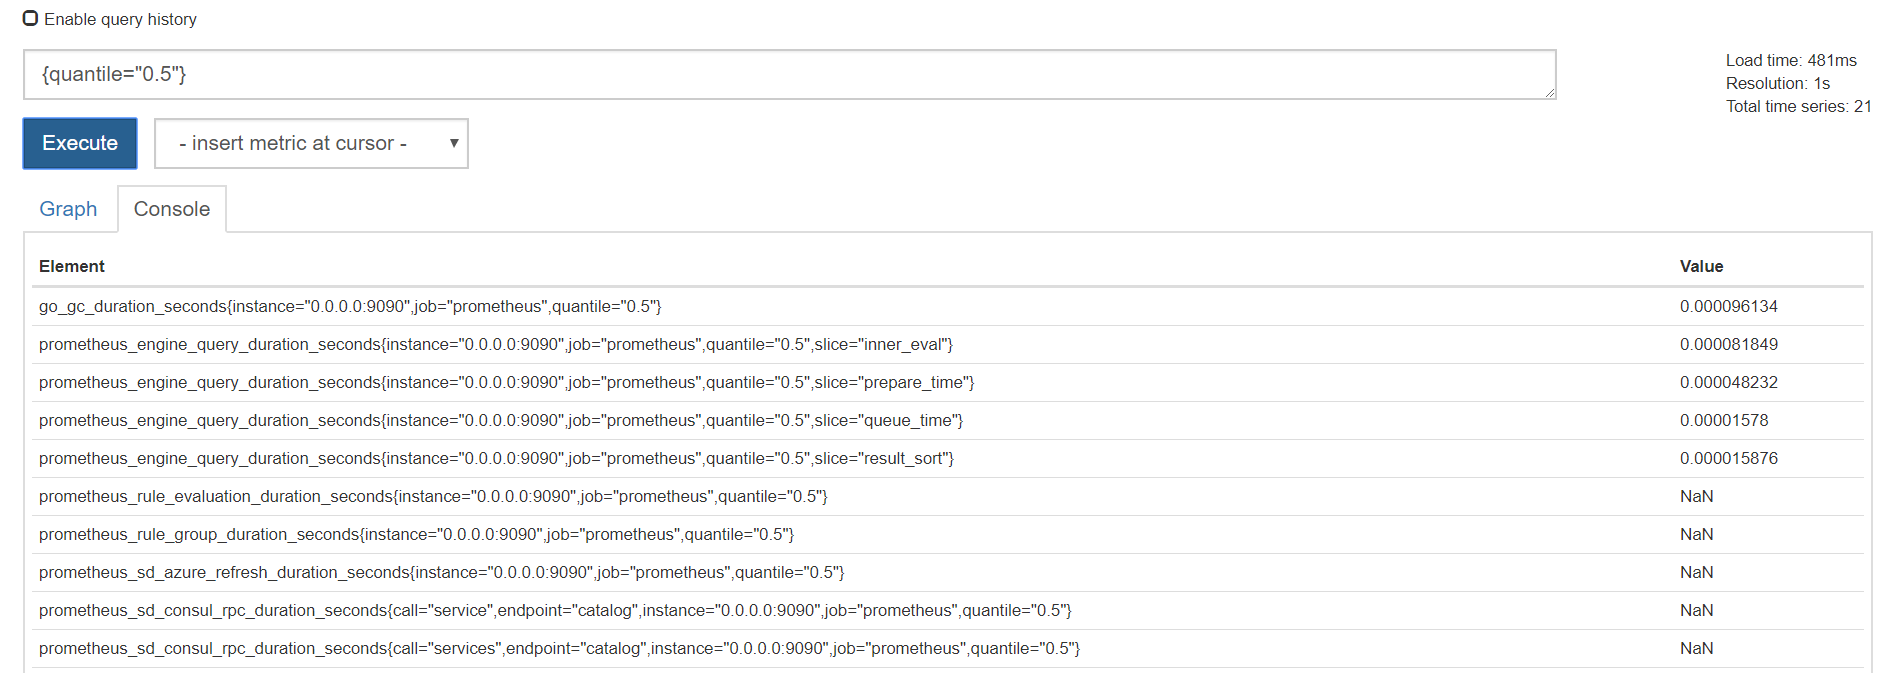 Enable query history
{quantile="0.5"}
Load time: 481ms
Resolution: 1s
Total time series: 21
Execute
- insert metric at cursor -
Graph
Console
Element Value
go_gc_duration_seconds{instance="0.0.0.0:9090",job="prometheus",quantile="0.5"} 0.000096134
prometheus_engine_query_duration_seconds{instance="0.0.0.0:9090",job="prometheus",quantile="0.5",slice="inner_eval"} 0.000081849
prometheus_engine_query_duration_seconds{instance="0.0.0.0:9090",job="prometheus",quantile="0.5",slice="prepare_time"} 0.000048232
prometheus_engine_query_duration_seconds{instance="0.0.0.0:9090",job="prometheus",quantile="0.5",slice="queue_time"} 0.00001578
prometheus_engine_query_duration_seconds{instance="0.0.0.0:9090",job="prometheus",quantile="0.5",slice="result_sort"} 0.000015876
prometheus_rule_evaluation_duration_seconds{instance="0.0.0.0:9090",job="prometheus",quantile="0.5"} NaN
prometheus_rule_group_duration_seconds{instance="0.0.0.0:9090",job="prometheus",quantile="0.5"} NaN
prometheus_sd_azure_refresh_duration_seconds{instance="0.0.0.0:9090",job="prometheus",quantile="0.5"} NaN
prometheus_sd_consul_rpc_duration_seconds{call="service",endpoint="catalog",instance="0.0.0.0:9090",job="prometheus",quantile="0.5"} NaN
prometheus_sd_consul_rpc_duration_seconds{call="services",endpoint="catalog",instance="0.0.0.0:9090",job="prometheus",quantile="0.5"} NaN